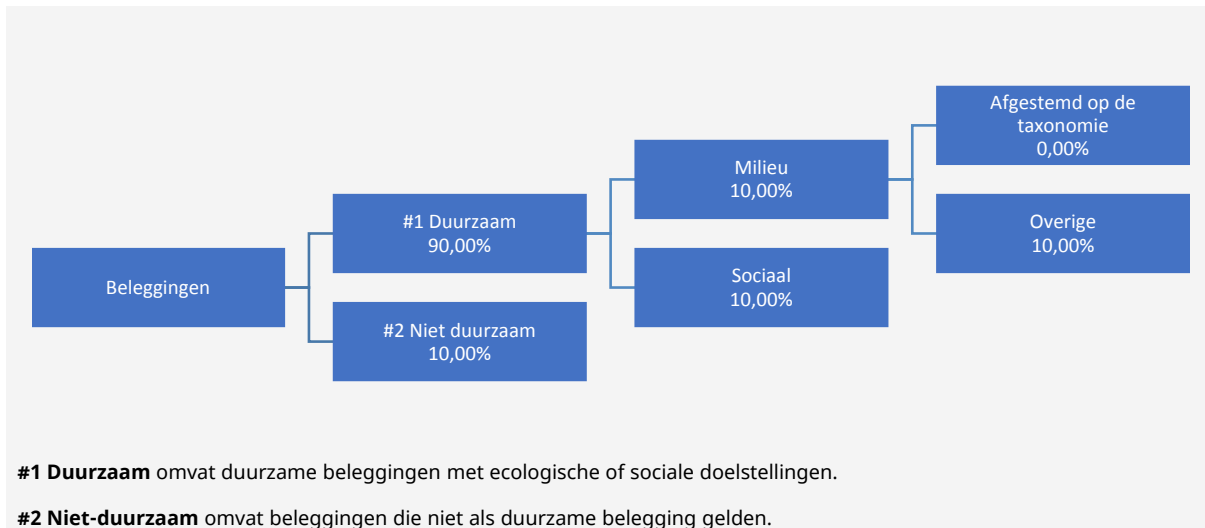 Beleggingen
#1 Duurzaam
90,00%
#2 Niet duurzaam
10,00%
Milieu
10,00%
Sociaal
10,00%
Afgestemd op de
taxonomie
0,00%
Overige
10,00%
#1 Duurzaam omvat duurzame beleggingen met ecologische of sociale doelstellingen.
#2 Niet-duurzaam omvat beleggingen die niet als duurzame belegging gelden.